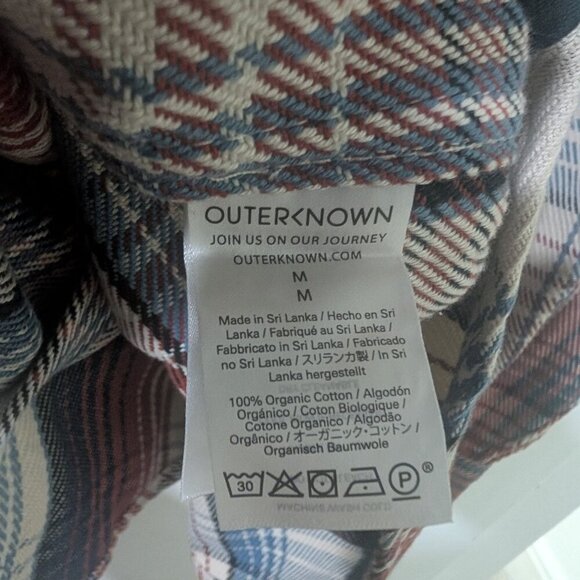 OUTERKNOWN
JOIN US ON OUR JOURNEY
OUTERKNOWN.COM
M
M
Made in Sri Lanka / Hecho en Sri
Lanka / Fabriqué au Sri Lanka /
Fabbricato in Sri Lanka / Fabricado
no Sri Lanka / スリランカ製 / In Sri
Lanka hergestellt
100% Organic Cotton / Algodón
Orgánico / Coton Biologique /
Cotone Organico / Algodão
Orgânico / オーガニック・コットン /
Organisch Baumwole
30 P ®